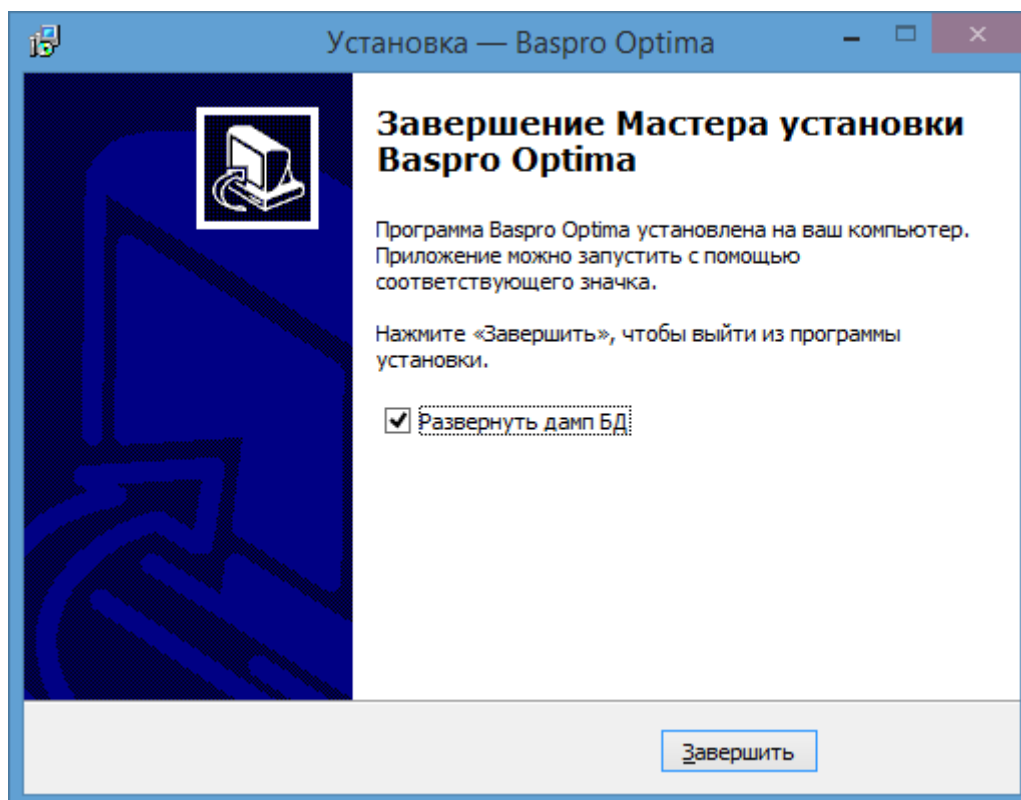 Установка — Baspro Optima
Завершение Мастера установки
Baspro Optima
Программа Baspro Optima установлена на ваш компьютер.
Приложение можно запустить с помощью
соответствующего значка.
Нажмите «Завершить», чтобы выйти из программы
установки.
Развернуть дамп БД
Завершить